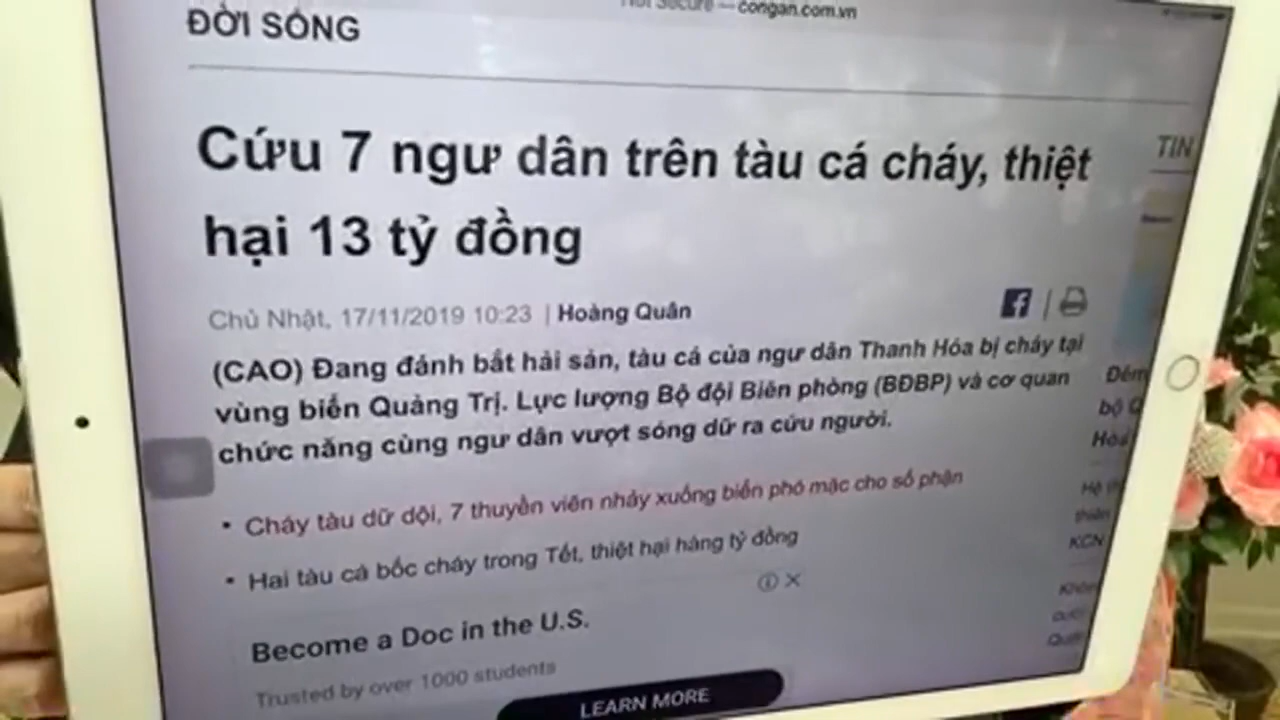 congan.com.vn
ĐỜI SỐNG
Cứu 7 ngư dân trên tàu cá cháy, thiệt
hại 13 tỷ đồng
TIN
Chủ Nhật, 17/11/2019 10:23 | Hoàng Quân
(CAO) Đang đánh bắt hải sản, tàu cá của ngư dân Thanh Hóa bị cháy tại
vùng biển Quảng Trị. Lực lượng Bộ đội Biên phòng (BĐBP) và cơ quan
chức năng cùng ngư dân vượt sóng dữ ra cứu người.
• Cháy tàu dữ dội, 7 thuyền viên nhảy xuống biển phó mặc cho số phận
• Hai tàu cá bốc cháy trong Tết, thiệt hại hàng tỷ đồng
Become a Doc in the U.S.
Trusted by over 1000 students
LEARN MORE
KCN